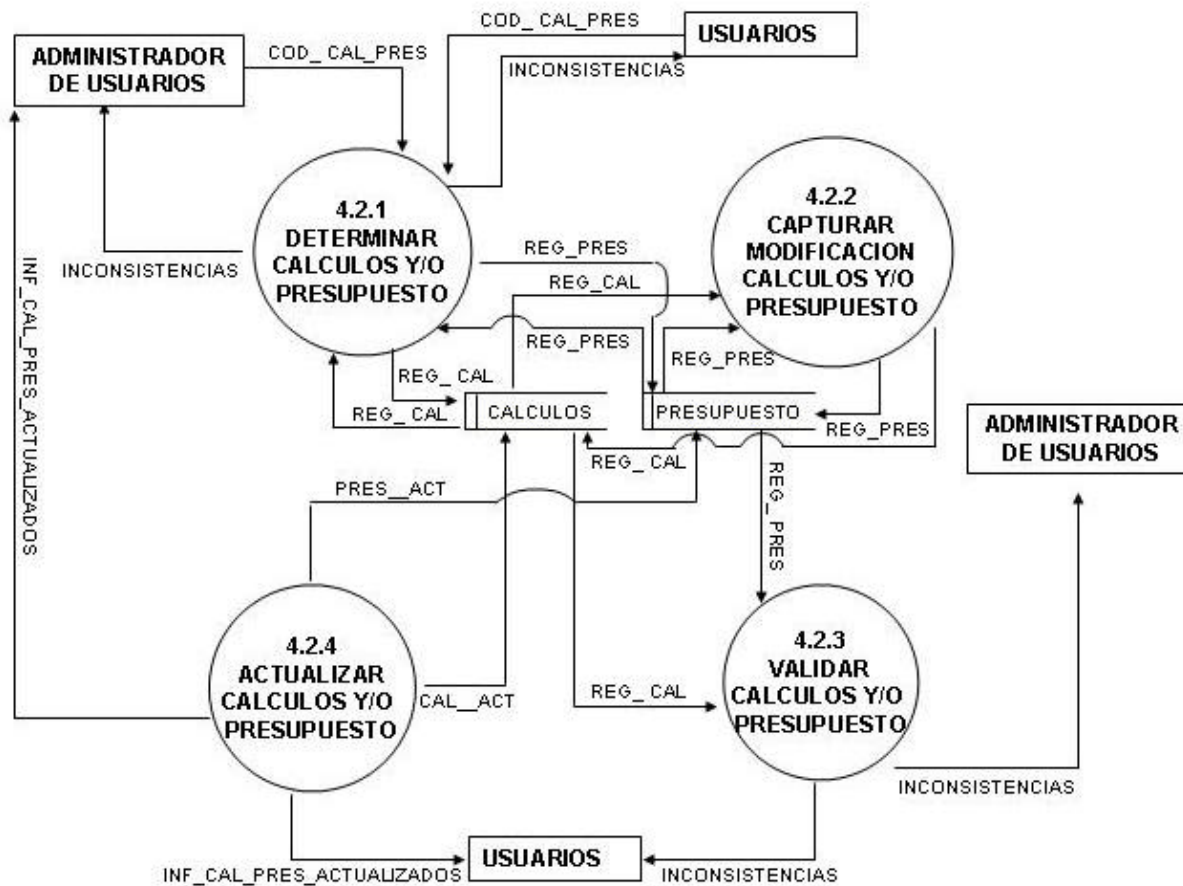 COD_ CAL_PRES
USUARIOS
ADMINISTRADOR
DE USUARIOS
COD_ CAL_PRES
INCONSISTENCIAS
4.2.1
DETERMINAR
CALCULOS Y/O
PRESUPUESTO
4.2.2
CAPTURAR
MODIFICACION
CALCULOS Y/O
PRESUPUESTO
INCONSISTENCIAS
INF_CAL_PRES_ACTUALIZADOS
REG_PRES
REG_CAL
REG_PRES
REG_PRES
REG_ CAL
REG_ CAL
CALCULOS
PRESUPUESTO
REG_PRES
REG_ CAL
ADMINISTRADOR
DE USUARIOS
PRES__ACT
REG_ PRES
4.2.4
ACTUALIZAR
CALCULOS Y/O
PRESUPUESTO
CAL__ACT
REG_ CAL
4.2.3
VALIDAR
CALCULOS Y/O
PRESUPUESTO
INCONSISTENCIAS
INF_CAL_PRES_ACTUALIZADOS
USUARIOS
INCONSISTENCIAS